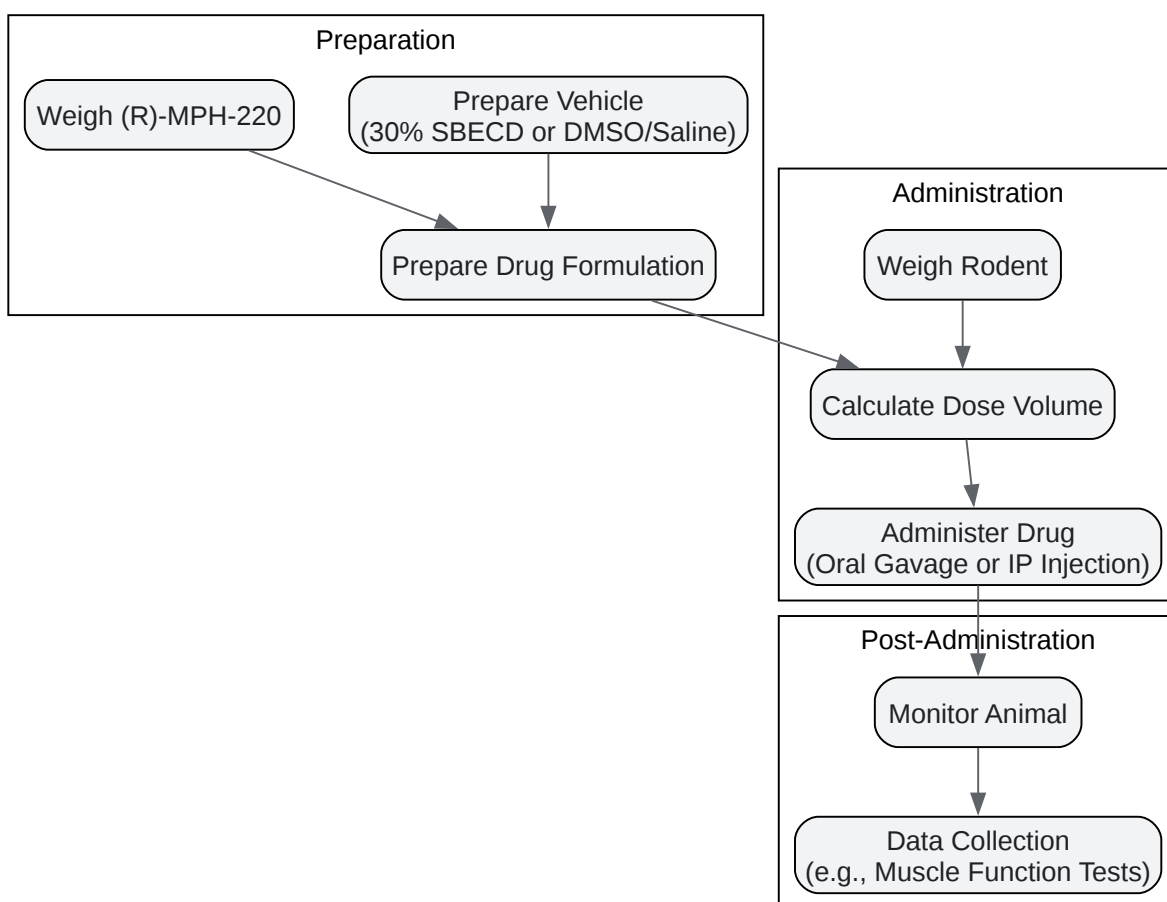 Preparation
Weigh (R)-MPH-220
Prepare Vehicle
(30% SBECD or DMSO/Saline)
Prepare Drug Formulation
Administration
Weigh Rodent
Calculate Dose Volume
Administer Drug
(Oral Gavage or IP Injection)
Post-Administration
Monitor Animal
Data Collection
(e.g., Muscle Function Tests)